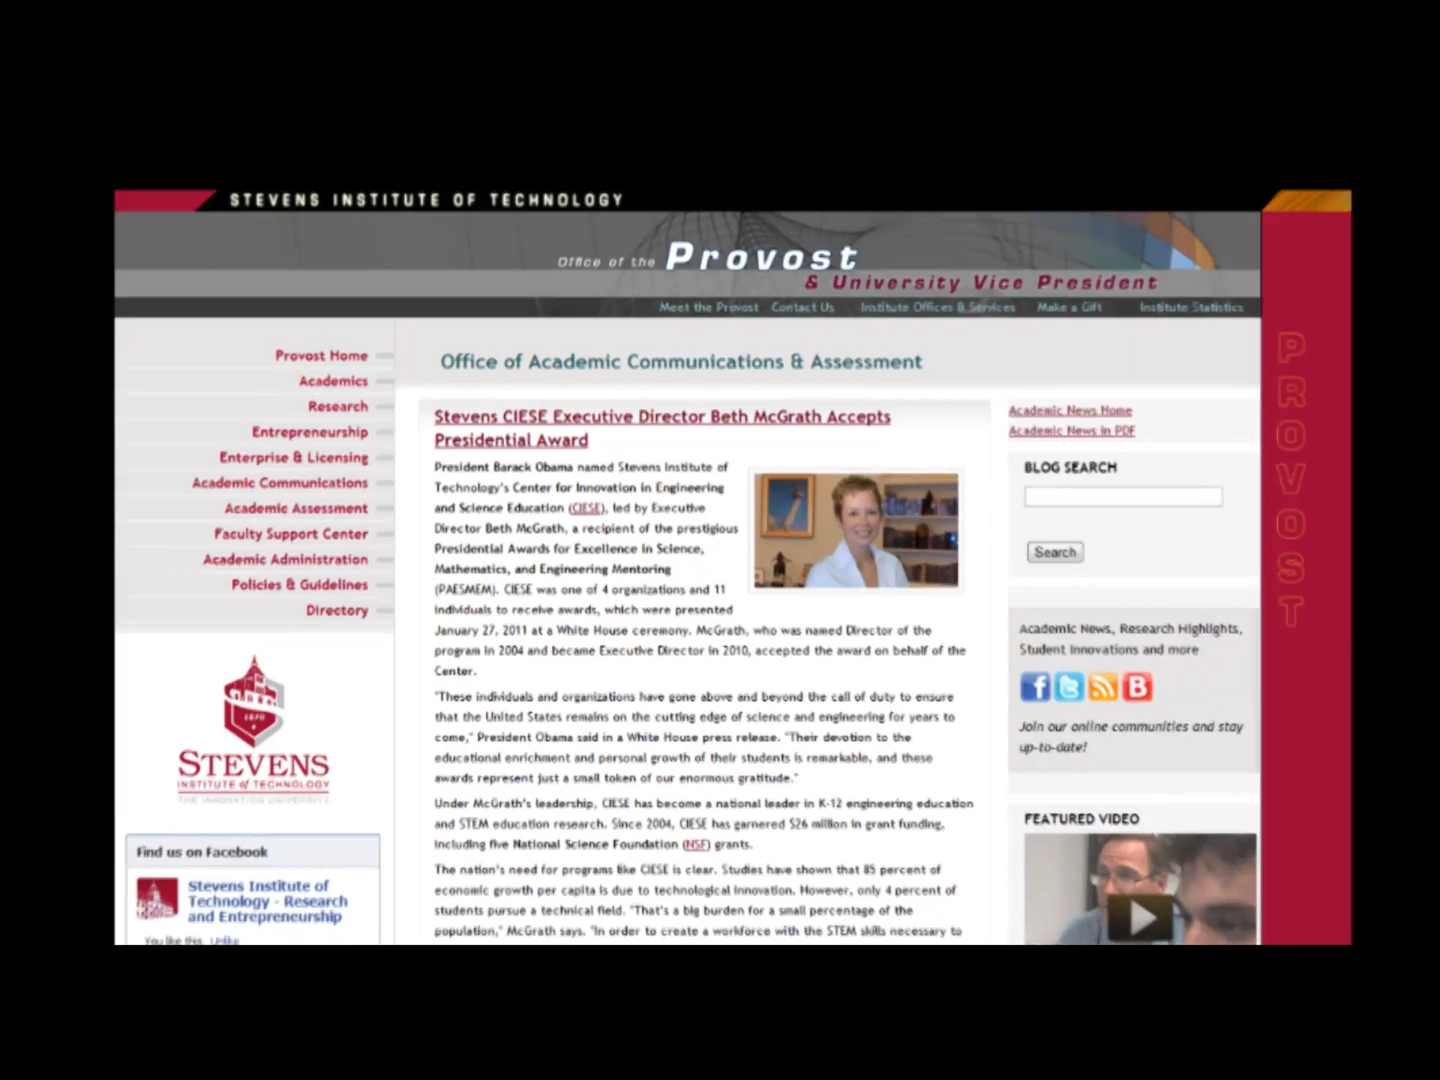 STEVENS INSTITUTE OF TECHNOLOGY
Office of the Provost
& University Vice President
Meet the Provost Contact Us Institute Offices & Services Make a Gift Institute Statistics
Provost Home
Academics
Research
Entrepreneurship
Enterprise & Licensing
Academic Communications
Academic Assessment
Faculty Support Center
Academic Administration
Policies & Guidelines
Directory
1870
STEVENS
INSTITUTE of TECHNOLOGY
THE INNOVATION UNIVERSITY
Find us on Facebook
Stevens Institute of
Technology - Research
and Entrepreneurship
You like this. Unlike
Office of Academic Communications & Assessment
Stevens CIESE Executive Director Beth McGrath Accepts
Presidential Award
President Barack Obama named Stevens Institute of
Technology's Center for Innovation in Engineering
and Science Education (CIESE), led by Executive
Director Beth McGrath, a recipient of the prestigious
Presidential Awards for Excellence in Science,
Mathematics, and Engineering Mentoring
(PAESMEM). CIESE was one of 4 organizations and 11
individuals to receive awards, which were presented
January 27, 2011 at a White House ceremony. McGrath, who was named Director of the
program in 2004 and became Executive Director in 2010, accepted the award on behalf of the
Center.
"These individuals and organizations have gone above and beyond the call of duty to ensure
that the United States remains on the cutting edge of science and engineering for years to
come," President Obama said in a White House press release. "Their devotion to the
educational enrichment and personal growth of their students is remarkable, and these
awards represent just a small token of our enormous gratitude."
Under McGrath's leadership, CIESE has become a national leader in K-12 engineering education
and STEM education research. Since 2004, CIESE has garnered $26 million in grant funding,
including five National Science Foundation (NSF) grants.
The nation's need for programs like CIESE is clear. Studies have shown that 85 percent of
economic growth per capita is due to technological innovation. However, only 4 percent of
students pursue a technical field. "That's a big burden for a small percentage of the
population," McGrath says. "In order to create a workforce with the STEM skills necessary to
Academic News Home
Academic News in PDF
BLOG SEARCH
Search
Academic News, Research Highlights,
Student Innovations and more
Join our online communities and stay
up-to-date!
FEATURED VIDEO
PROVOST